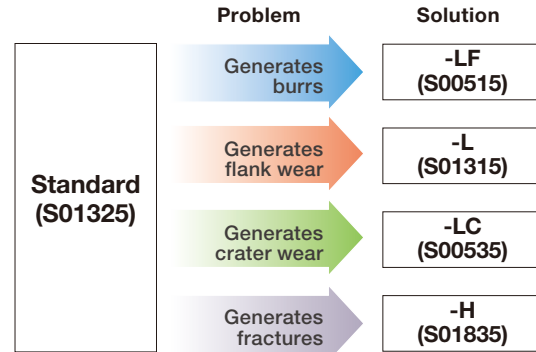 Problem
Solution
Standard
(S01325)
Generates
burrs
-LF
(S00515)
Generates
flank wear
-L
(S01315)
Generates
crater wear
-LC
(S00535)
Generates
fractures
-H
(S01835)